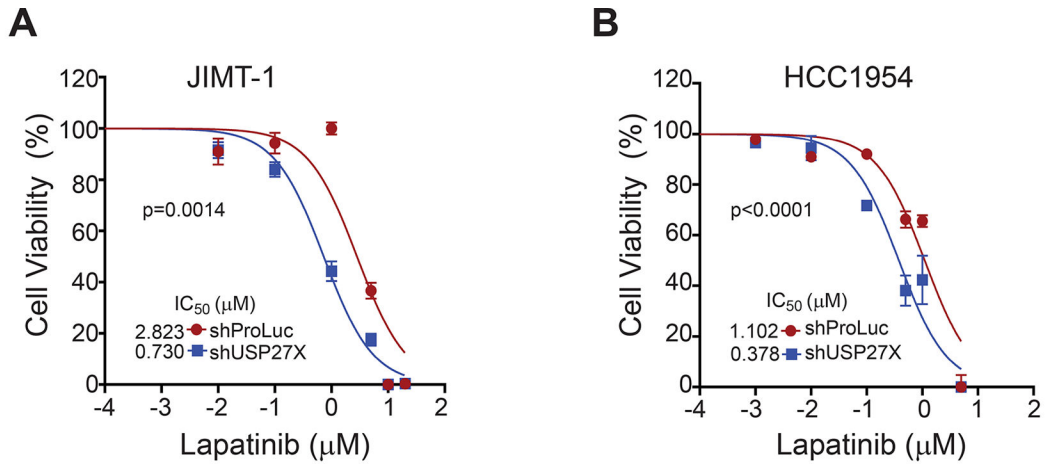 A
JIMT-1
120
100
80
60
40
20
0
Cell Viability (%)
p=0.0014
IC50 (μM)
2.823 shProLuc
0.730 shUSP27X
-4 -3 -2 -1 0 1 2
Lapatinib (μM)
B
HCC1954
120
100
80
60
40
20
0
Cell Viability (%)
p<0.0001
IC50 (μM)
1.102 shProLuc
0.378 shUSP27X
-4 -3 -2 -1 0 1 2
Lapatinib (μM)